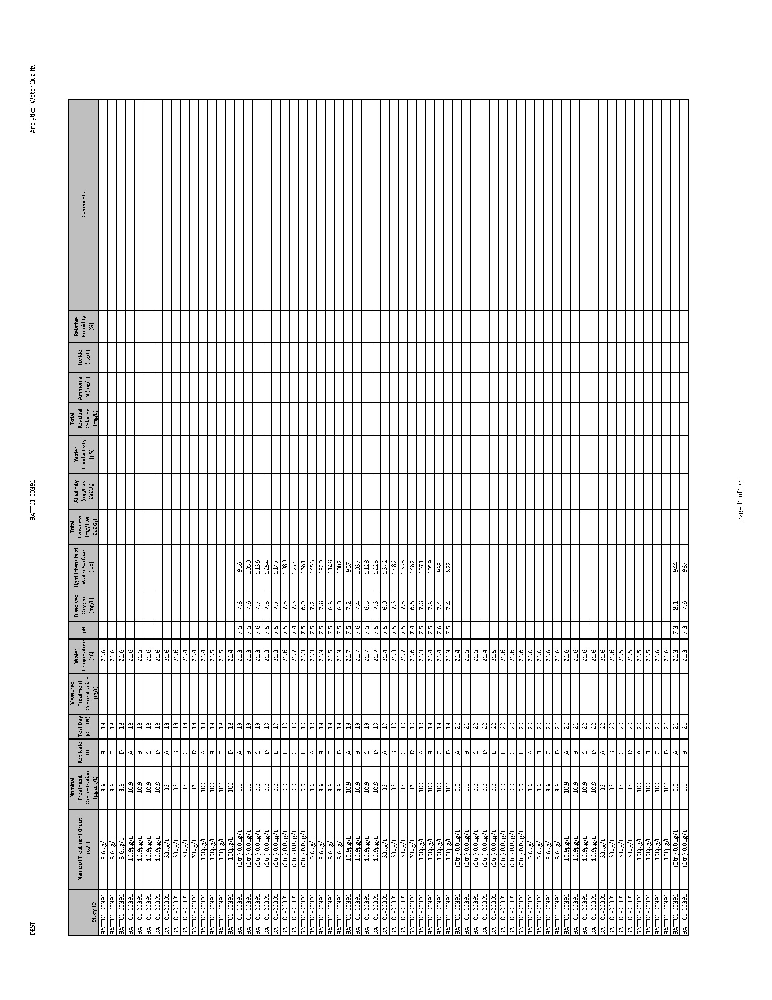 DEST BATT01-00391 Analytical Water Quality
Study ID | Name of Treatment Group (µg/L) | Nominal Treatment Concentration (µg a.i./L) | Replicate ID | Test Day (0 - 109) | Measured Treatment Concentration (µg/L) | Water Temperature (°C) | pH | Dissolved Oxygen (mg/L) | Light Intensity at Water Surface (lux) | Total Hardness (mg/L as CaCO₃) | Alkalinity (mg/L as CaCO₃) | Water Conductivity (µS) | Total Residual Chlorine (mg/L) | Ammonia-N (mg/L) | Iodide (µg/L) | Relative Humidity (%) | Comments
BATT01-00391 3.6µg/L 3.6 B 18 21.6
BATT01-00391 3.6µg/L 3.6 C 18 21.6
BATT01-00391 3.6µg/L 3.6 D 18 21.6
BATT01-00391 10.9µg/L 10.9 A 18 21.6
BATT01-00391 10.9µg/L 10.9 B 18 21.5
BATT01-00391 10.9µg/L 10.9 C 18 21.6
BATT01-00391 10.9µg/L 10.9 D 18 21.6
BATT01-00391 33µg/L 33 A 18 21.6
BATT01-00391 33µg/L 33 B 18 21.6
BATT01-00391 33µg/L 33 C 18 21.4
BATT01-00391 33µg/L 33 D 18 21.4
BATT01-00391 100µg/L 100 A 18 21.4
BATT01-00391 100µg/L 100 B 18 21.5
BATT01-00391 100µg/L 100 C 18 21.5
BATT01-00391 100µg/L 100 D 18 21.4
BATT01-00391 (Ctrl) 0.0µg/L 0.0 A 19 21.3 7.5 7.8 956
BATT01-00391 (Ctrl) 0.0µg/L 0.0 B 19 21.3 7.5 7.6 1050
BATT01-00391 (Ctrl) 0.0µg/L 0.0 C 19 21.3 7.6 7.7 1136
BATT01-00391 (Ctrl) 0.0µg/L 0.0 D 19 21.3 7.5 7.5 1254
BATT01-00391 (Ctrl) 0.0µg/L 0.0 E 19 21.3 7.5 7.7 1147
BATT01-00391 (Ctrl) 0.0µg/L 0.0 F 19 21.6 7.5 7.5 1089
BATT01-00391 (Ctrl) 0.0µg/L 0.0 G 19 21.7 7.4 7.3 1274
BATT01-00391 (Ctrl) 0.0µg/L 0.0 H 19 21.3 7.5 6.9 1381
BATT01-00391 3.6µg/L 3.6 A 19 21.3 7.5 7.2 1458
BATT01-00391 3.6µg/L 3.6 B 19 21.3 7.5 7.6 1320
BATT01-00391 3.6µg/L 3.6 C 19 21.5 7.5 6.8 1146
BATT01-00391 3.6µg/L 3.6 D 19 21.3 7.5 6.0 1002
BATT01-00391 10.9µg/L 10.9 A 19 21.7 7.5 7.2 957
BATT01-00391 10.9µg/L 10.9 B 19 21.7 7.6 7.4 1037
BATT01-00391 10.9µg/L 10.9 C 19 21.7 7.5 6.5 1128
BATT01-00391 10.9µg/L 10.9 D 19 21.7 7.5 7.3 1225
BATT01-00391 33µg/L 33 A 19 21.4 7.5 6.9 1372
BATT01-00391 33µg/L 33 B 19 21.3 7.5 7.3 1482
BATT01-00391 33µg/L 33 C 19 21.7 7.5 7.5 1335
BATT01-00391 33µg/L 33 D 19 21.6 7.4 6.8 1482
BATT01-00391 100µg/L 100 A 19 21.3 7.5 7.6 1371
BATT01-00391 100µg/L 100 B 19 21.4 7.5 7.8 1059
BATT01-00391 100µg/L 100 C 19 21.4 7.6 7.4 983
BATT01-00391 100µg/L 100 D 19 21.3 7.5 7.4 822
BATT01-00391 (Ctrl) 0.0µg/L 0.0 A 20 21.4
BATT01-00391 (Ctrl) 0.0µg/L 0.0 B 20 21.5
BATT01-00391 (Ctrl) 0.0µg/L 0.0 C 20 21.5
BATT01-00391 (Ctrl) 0.0µg/L 0.0 D 20 21.4
BATT01-00391 (Ctrl) 0.0µg/L 0.0 E 20 21.5
BATT01-00391 (Ctrl) 0.0µg/L 0.0 F 20 21.6
BATT01-00391 (Ctrl) 0.0µg/L 0.0 G 20 21.6
BATT01-00391 (Ctrl) 0.0µg/L 0.0 H 20 21.6
BATT01-00391 3.6µg/L 3.6 A 20 21.6
BATT01-00391 3.6µg/L 3.6 B 20 21.6
BATT01-00391 3.6µg/L 3.6 C 20 21.6
BATT01-00391 3.6µg/L 3.6 D 20 21.6
BATT01-00391 10.9µg/L 10.9 A 20 21.6
BATT01-00391 10.9µg/L 10.9 B 20 21.6
BATT01-00391 10.9µg/L 10.9 C 20 21.6
BATT01-00391 10.9µg/L 10.9 D 20 21.6
BATT01-00391 33µg/L 33 A 20 21.6
BATT01-00391 33µg/L 33 B 20 21.6
BATT01-00391 33µg/L 33 C 20 21.5
BATT01-00391 33µg/L 33 D 20 21.5
BATT01-00391 100µg/L 100 A 20 21.5
BATT01-00391 100µg/L 100 B 20 21.5
BATT01-00391 100µg/L 100 C 20 21.6
BATT01-00391 100µg/L 100 D 20 21.6
BATT01-00391 (Ctrl) 0.0µg/L 0.0 A 21 21.3 7.3 8.1 944
BATT01-00391 (Ctrl) 0.0µg/L 0.0 B 21 21.3 7.3 7.6 987
Page 11 of 174